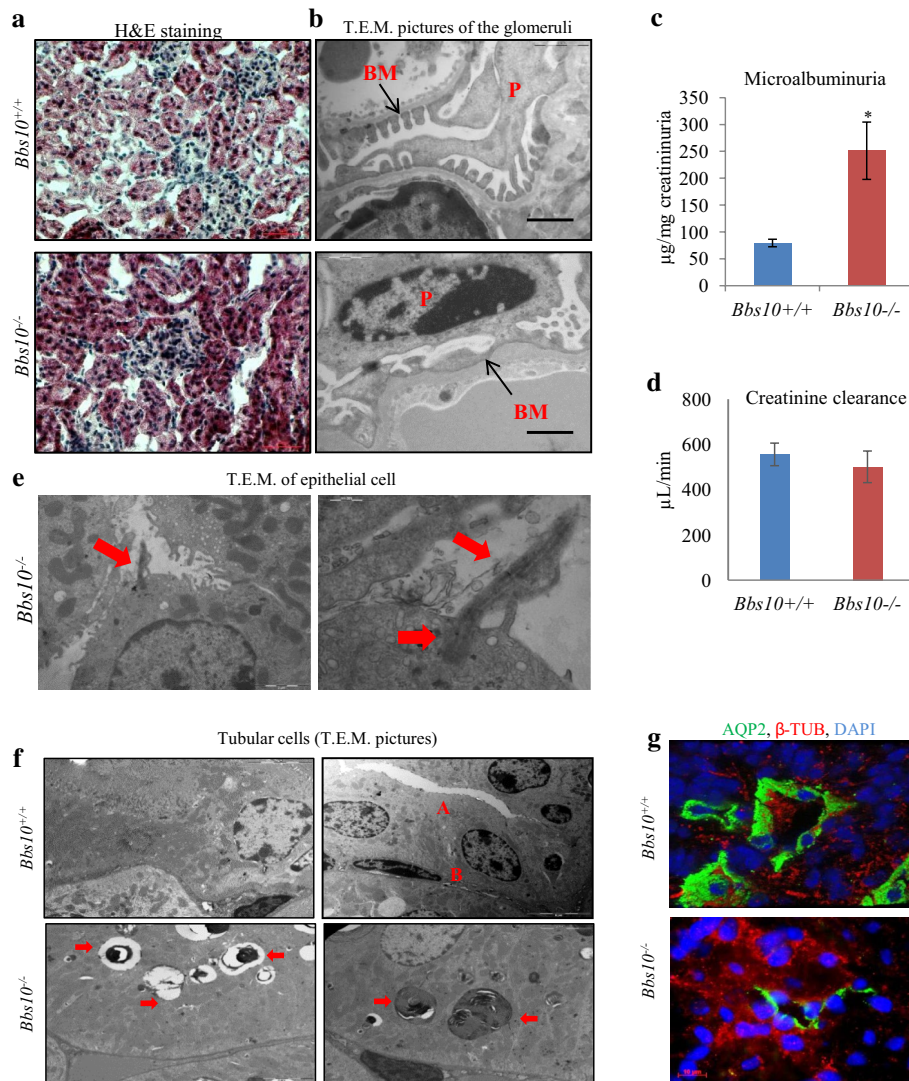 a
H&E staining
Bbs10+/+
Bbs10-/-
b
T.E.M. pictures of the glomeruli
BM
P
P
BM
c
Microalbuminuria
µg/mg creatininuria
350
300
250
200
150
100
50
0
*
Bbs10+/+ Bbs10-/-
d
Creatinine clearance
µL/min
800
600
400
200
0
Bbs10+/+ Bbs10-/-
e
T.E.M. of epithelial cell
Bbs10-/-
f
Tubular cells (T.E.M. pictures)
Bbs10+/+
A
B
Bbs10-/-
g
AQP2, β-TUB, DAPI
Bbs10+/+
Bbs10-/-